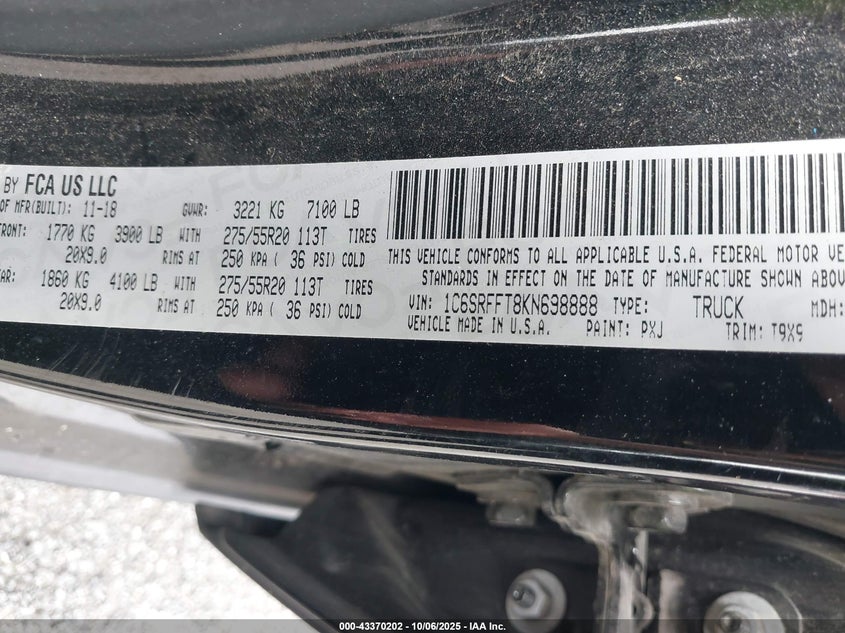 BY FCA US LLC
OF MFR(BUILT): 11-18 GVWR: 3221 KG 7100 LB
FRONT: 1770 KG 3900 LB WITH 275/55R20 113T TIRES
20X9.0 RIMS AT 250 KPA ( 36 PSI) COLD
AR: 1860 KG 4100 LB WITH 275/55R20 113T TIRES
20X9.0 RIMS AT 250 KPA ( 36 PSI) COLD
THIS VEHICLE CONFORMS TO ALL APPLICABLE U.S.A. FEDERAL MOTOR VE
STANDARDS IN EFFECT ON THE DATE OF MANUFACTURE SHOWN ABOV
VIN: 1C6SRFFT8KN698888 TYPE: TRUCK MDH:
VEHICLE MADE IN U.S.A. PAINT: PXJ TRIM: T9X9
000-43370202 - 10/06/2025 - IAA Inc.